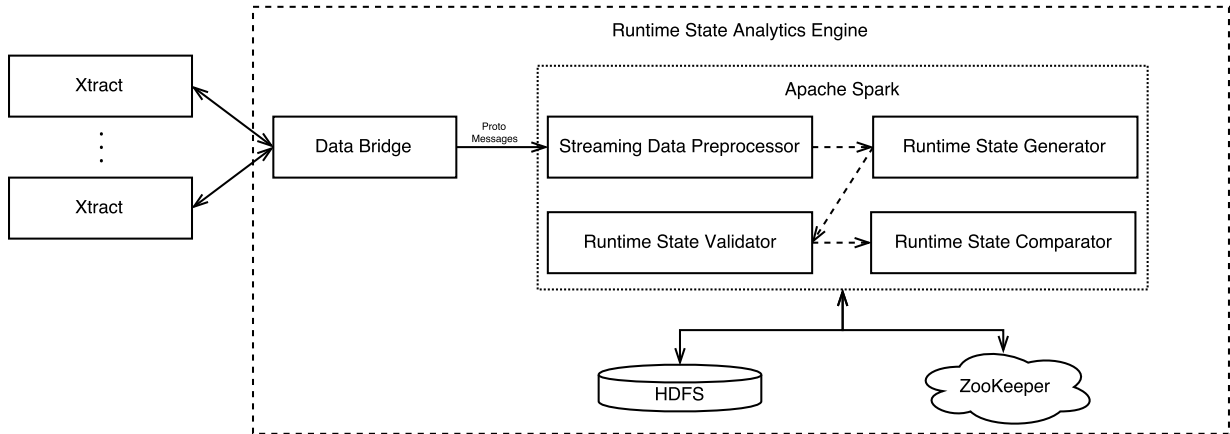 Runtime State Analytics Engine
Xtract
Xtract
Data Bridge
Proto
Messages
Apache Spark
Streaming Data Preprocessor
Runtime State Generator
Runtime State Validator
Runtime State Comparator
HDFS
ZooKeeper